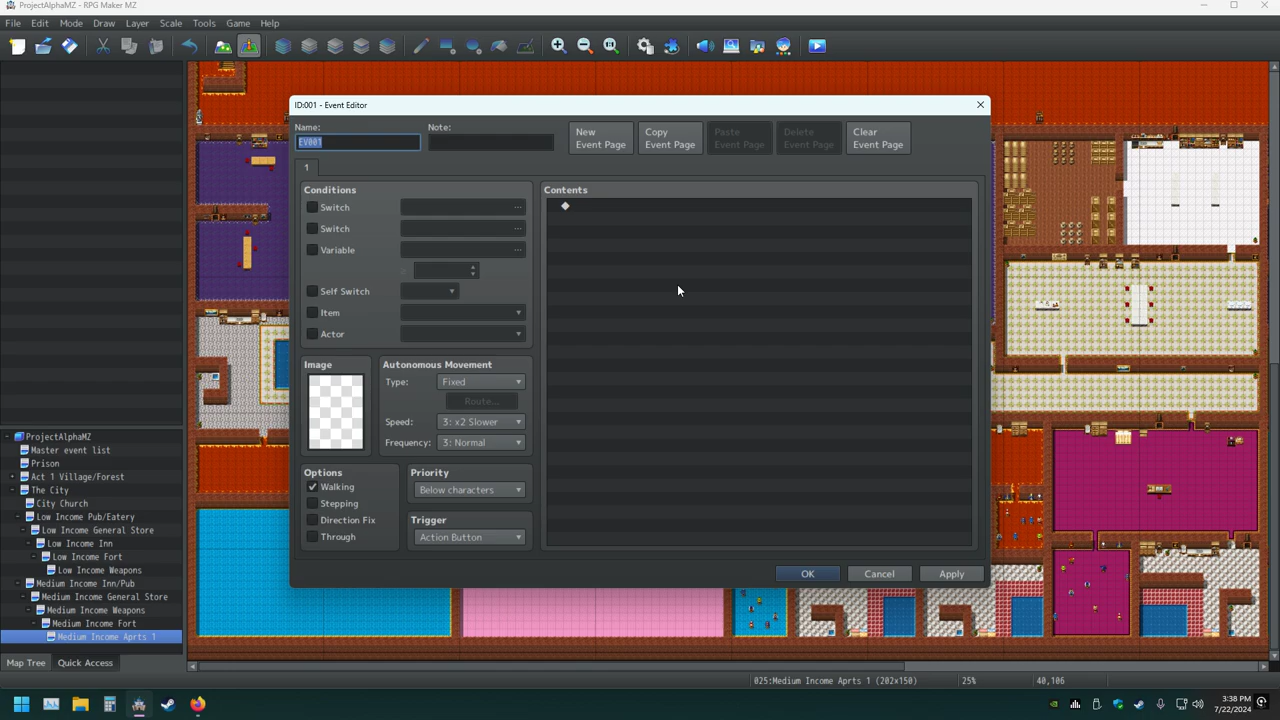 ProjectAlphaMZ - RPG Maker MZ
File Edit Mode Draw Layer Scale Tools Game Help
ID:001 - Event Editor
Name: Note:
EV001
New Event Page
Copy Event Page
Paste Event Page
Delete Event Page
Clear Event Page
1
Conditions
Switch ...
Switch ...
Variable ...
Self Switch
Item
Actor
Contents
Image
Autonomous Movement
Type: Fixed
Route...
Speed: 3: x2 Slower
Frequency: 3: Normal
Options
Walking
Stepping
Direction Fix
Through
Priority
Below characters
Trigger
Action Button
OK Cancel Apply
ProjectAlphaMZ
Master event list
Prison
Act 1 Village/Forest
The City
City Church
Low Income Pub/Eatery
Low Income General Store
Low Income Inn
Low Income Fort
Low Income Weapons
Medium Income Inn/Pub
Medium Income General Store
Medium Income Weapons
Medium Income Fort
Medium Income Aprts 1
Map Tree Quick Access
025:Medium Income Aprts 1 (202x150) 25% 40,106
3:38 PM
7/22/2024